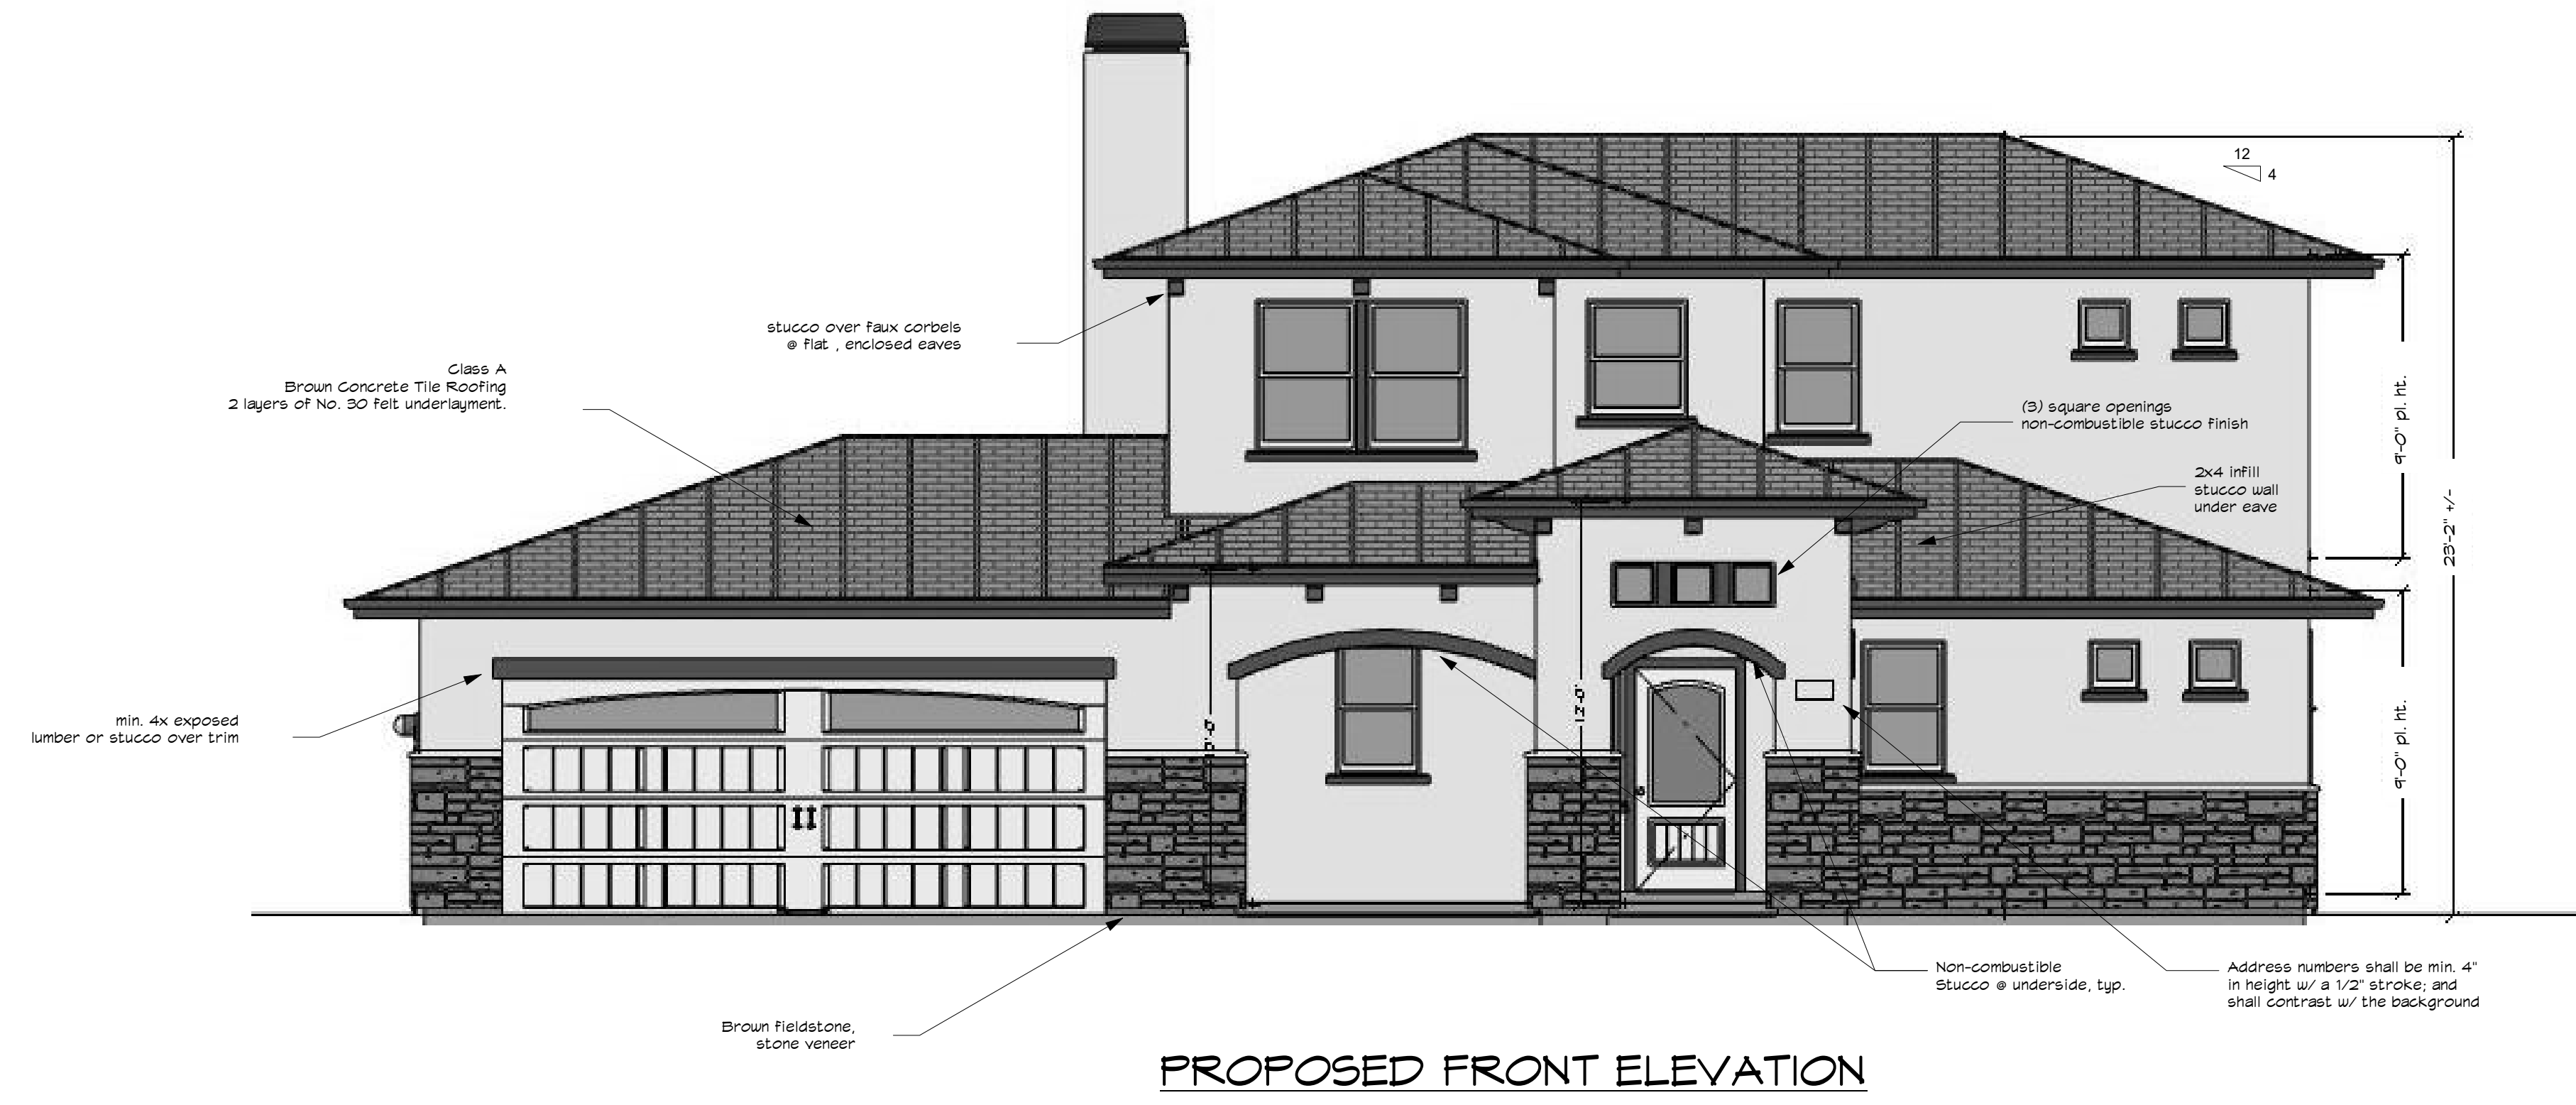 12
4
stucco over faux corbels
@ flat , enclosed eaves
Class A
Brown Concrete Tile Roofing
2 layers of No. 30 felt underlayment.
(3) square openings
non-combustible stucco finish
9'-0" pl. ht.
2x4 infill
stucco wall
under eave
23'-2" +/-
min. 4x exposed
lumber or stucco over trim
13'-0"
9'-0" pl. ht.
Non-combustible
Stucco @ underside, typ.
Address numbers shall be min. 4"
in height w/ a 1/2" stroke; and
shall contrast w/ the background
Brown fieldstone,
stone veneer
PROPOSED FRONT ELEVATION